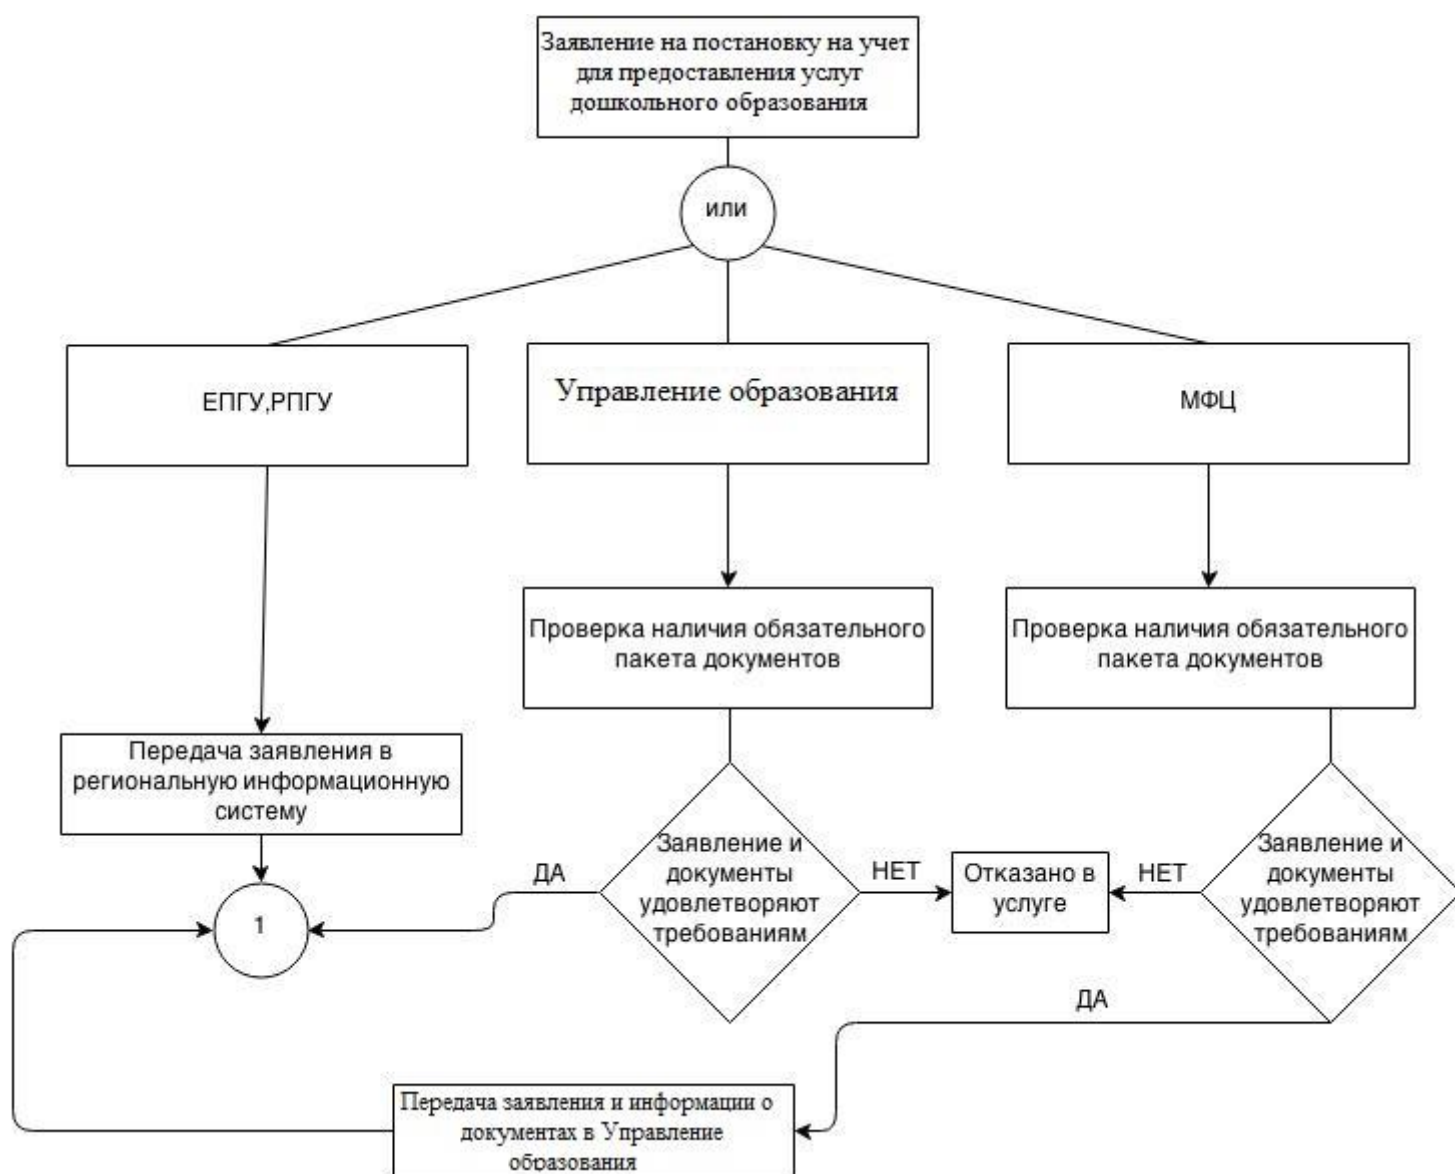 Заявление на постановку на учет
для предоставления услуг
дошкольного образования
или
ЕПГУ,РПГУ
Управление образования
МФЦ
Проверка наличия обязательного
пакета документов
Проверка наличия обязательного
пакета документов
Передача заявления в
региональную информационную
систему
Заявление и
документы
удовлетворяют
требованиям
ДА
НЕТ
Отказано в
услуге
НЕТ
Заявление и
документы
удовлетворяют
требованиям
1
ДА
Передача заявления и информации о
документах в Управление
образования